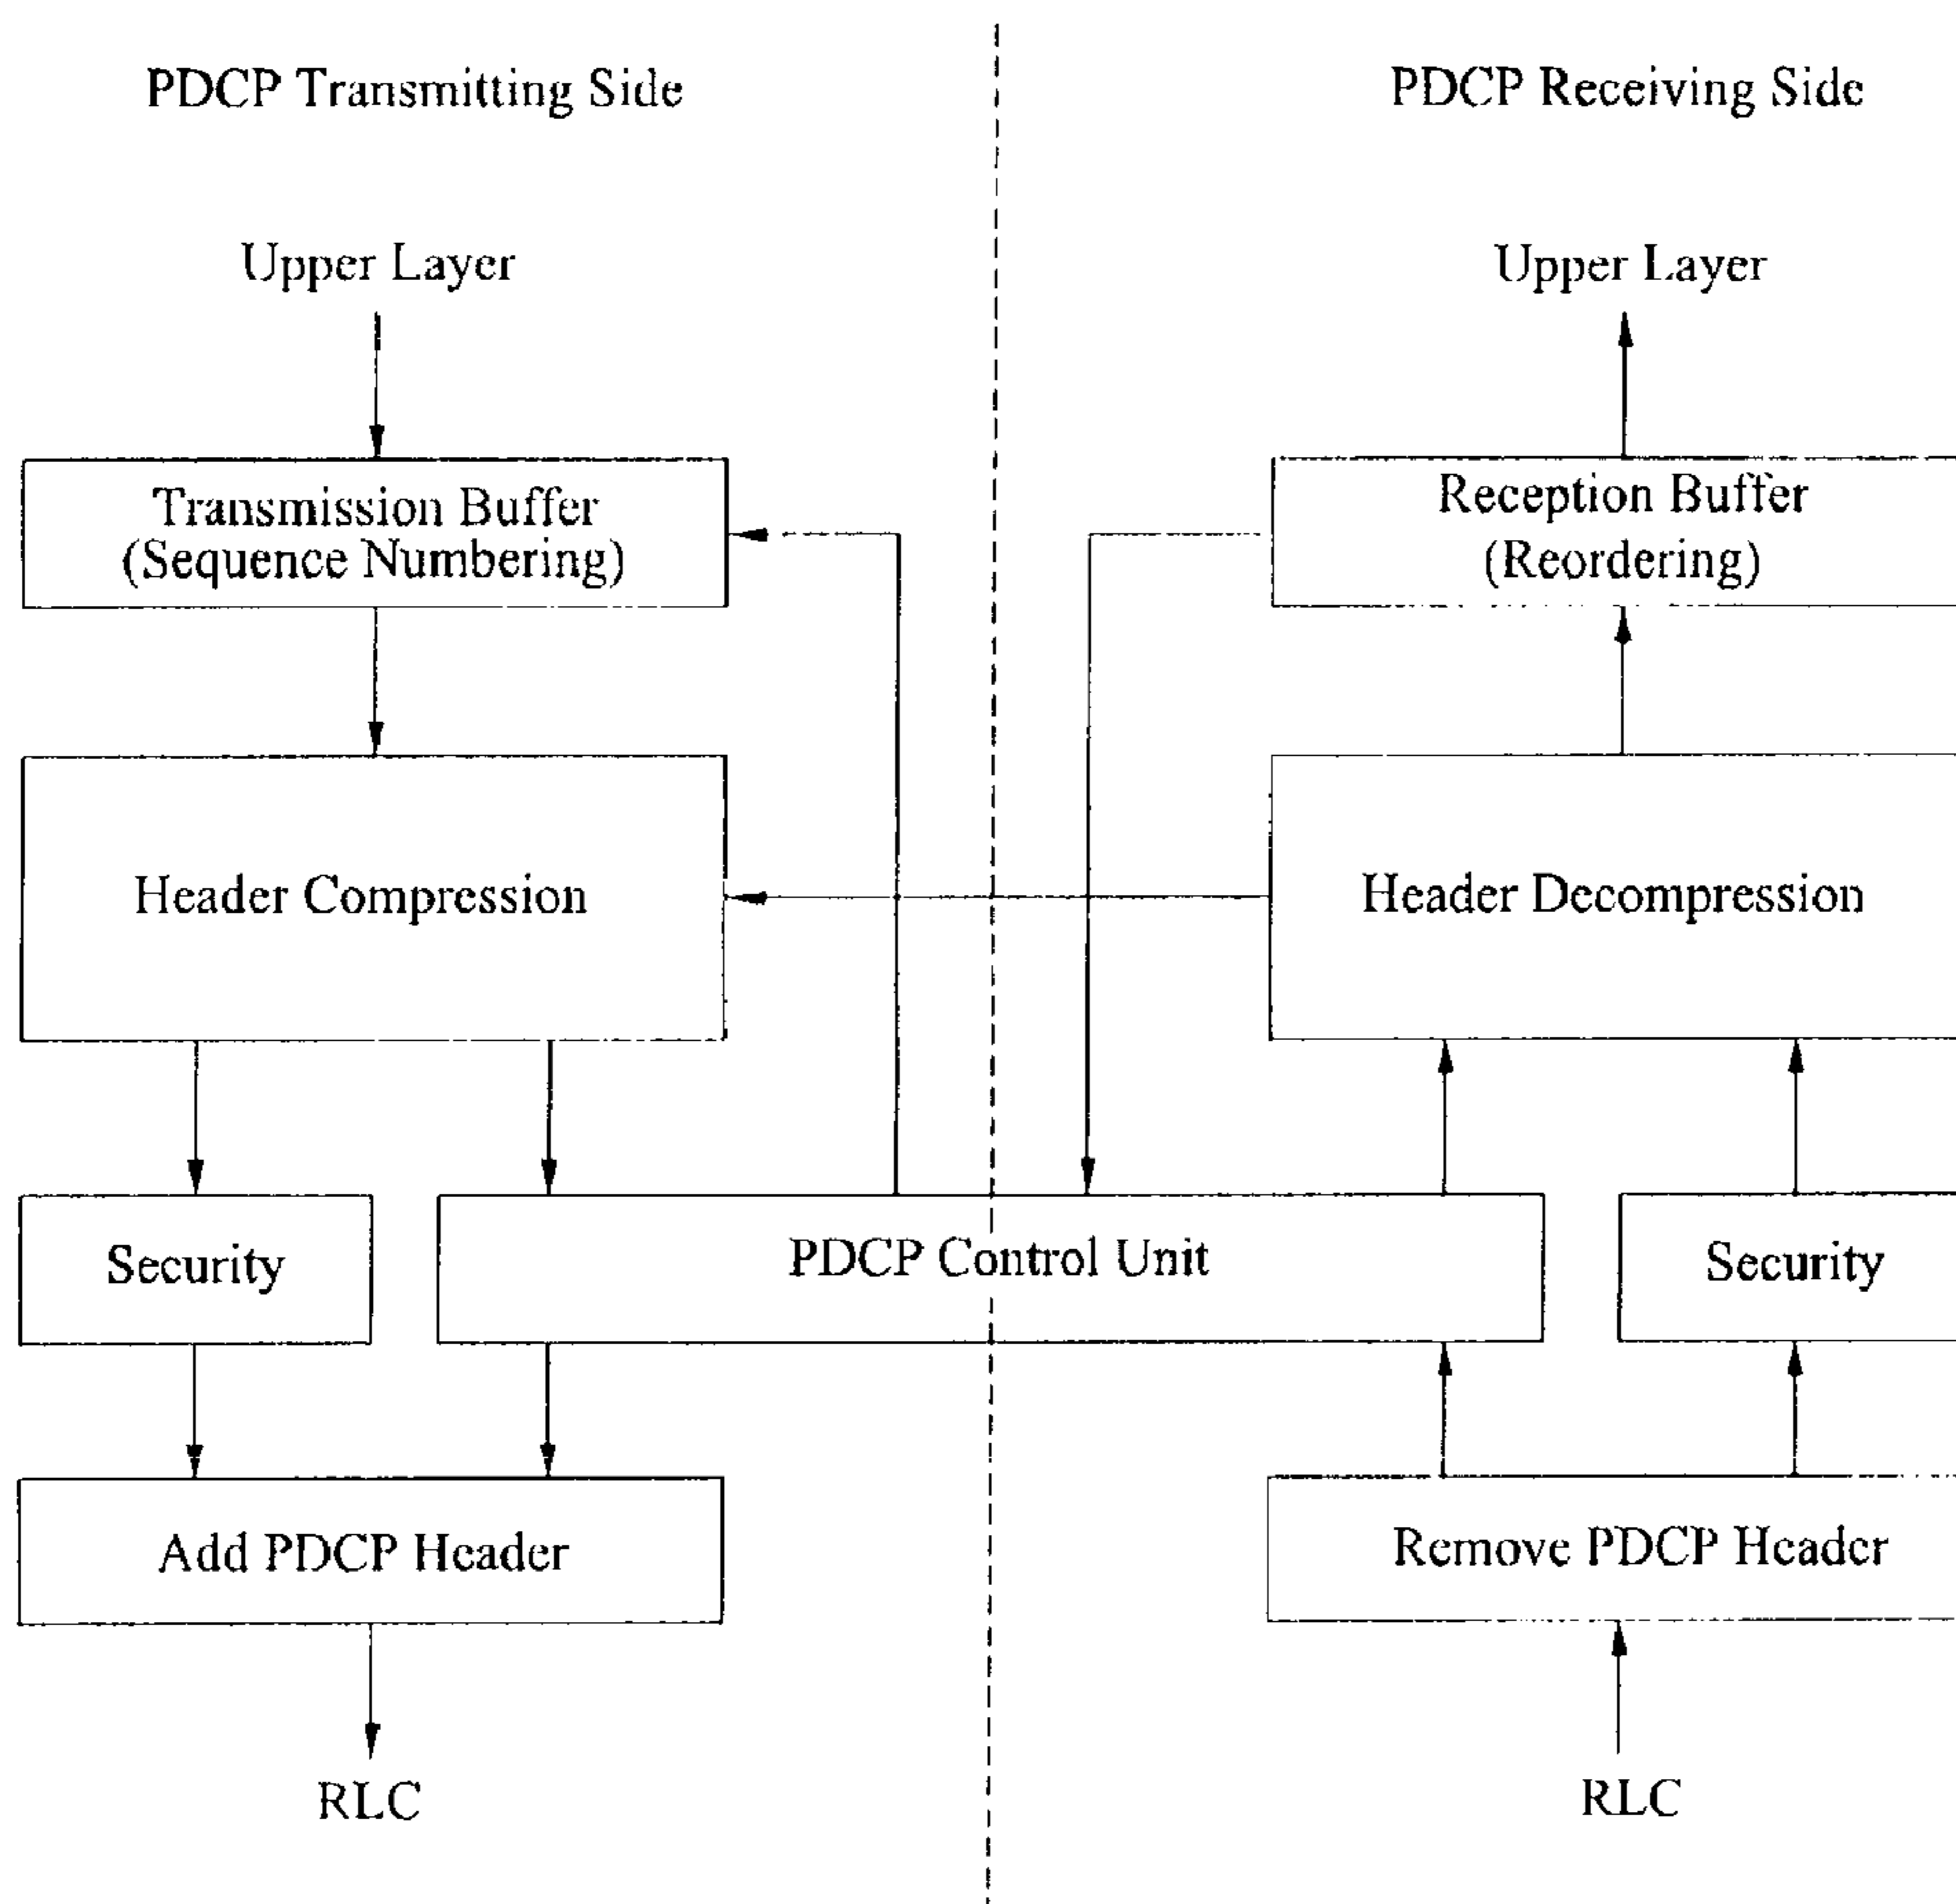 PDCP Transmitting Side
PDCP Receiving Side
Upper Layer
Upper Layer
Transmission Buffer
(Sequence Numbering)
Reception Buffer
(Reordering)
Header Compression
Header Decompression
Security
PDCP Control Unit
Security
Add PDCP Header
Remove PDCP Header
RLC
RLC